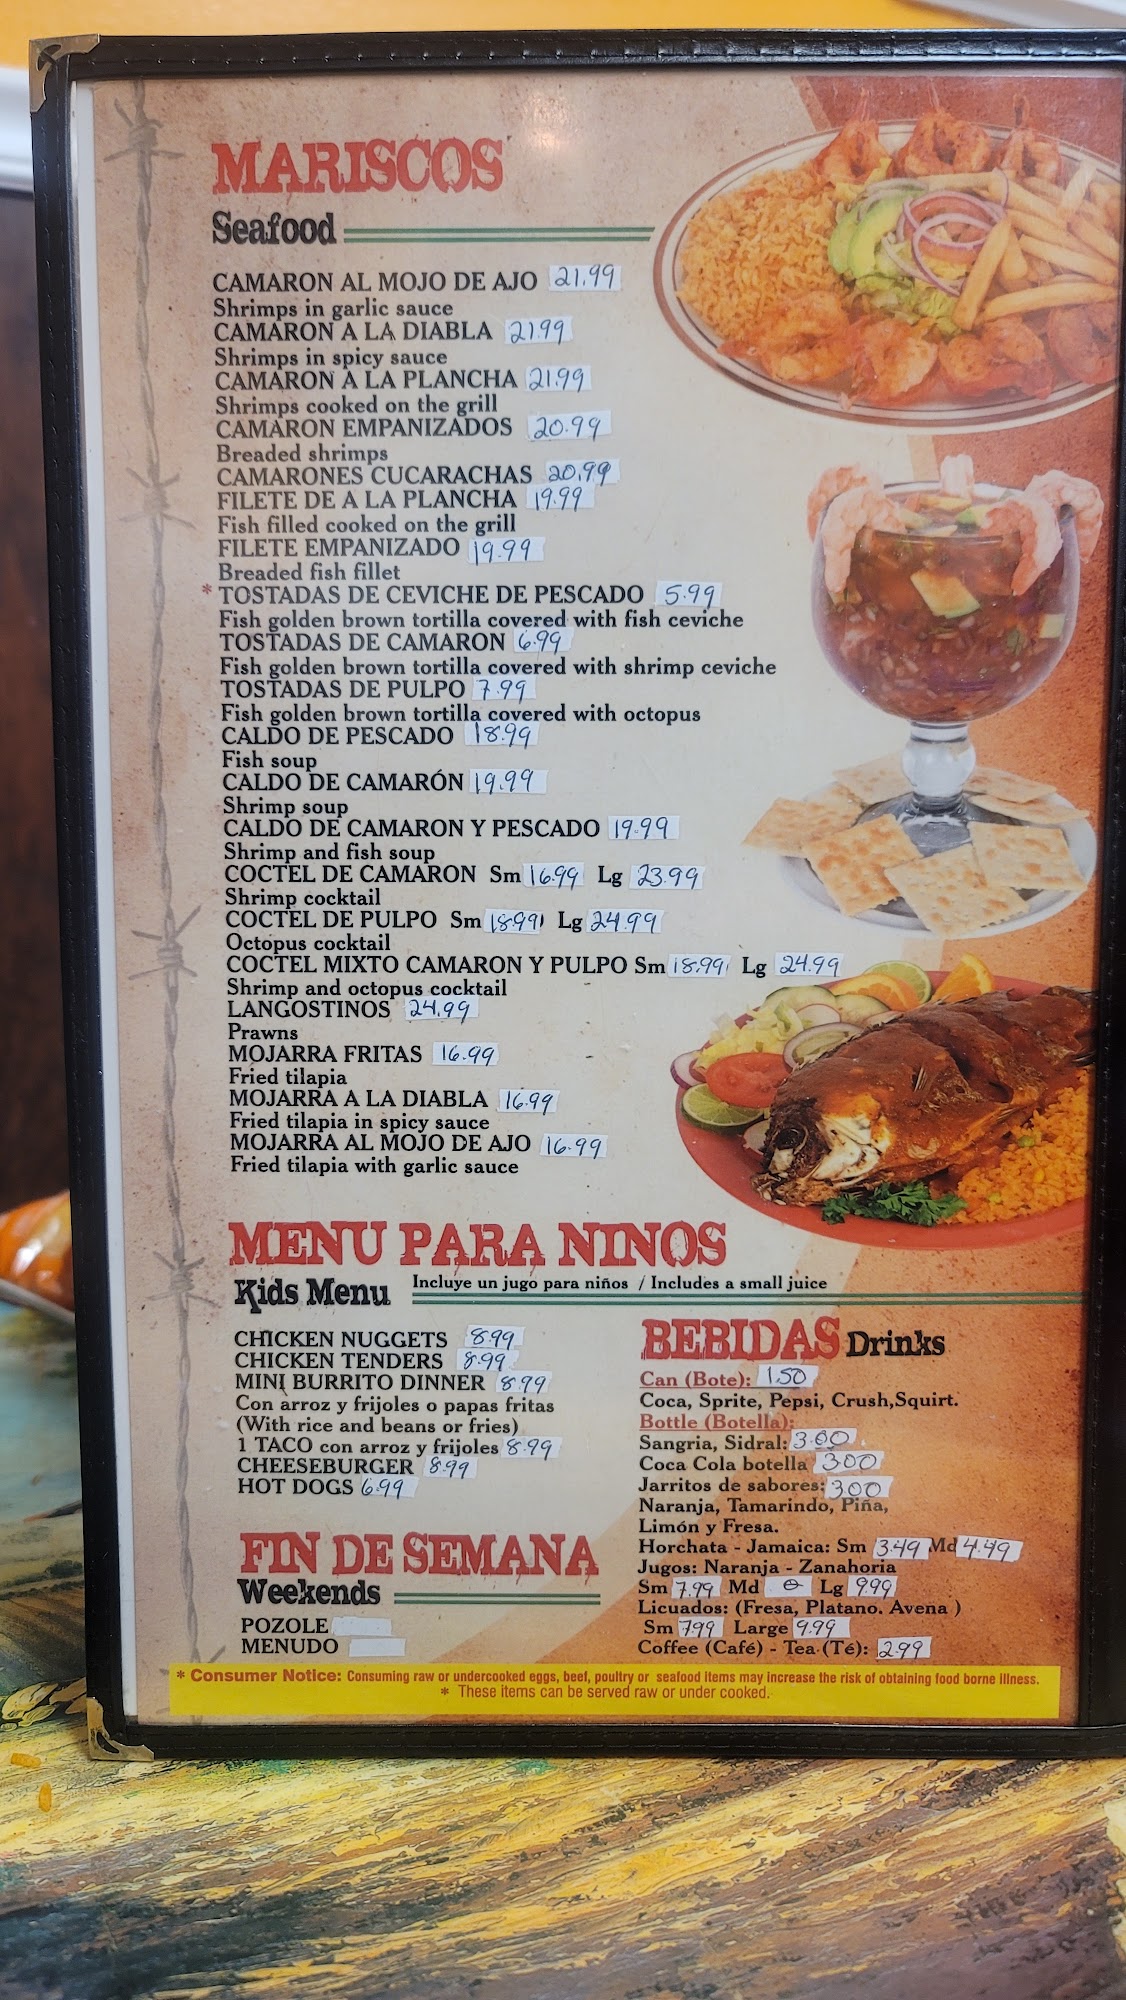 MARISCOS
Seafood
CAMARON AL MOJO DE AJO 21.99
Shrimps in garlic sauce
CAMARON A LA DIABLA 21.99
Shrimps in spicy sauce
CAMARON A LA PLANCHA 21.99
Shrimps cooked on the grill
CAMARON EMPANIZADOS 20.99
Breaded shrimps
CAMARONES CUCARACHAS 20.99
FILETE DE A LA PLANCHA 19.99
Fish filled cooked on the grill
FILETE EMPANIZADO 19.99
Breaded fish fillet
* TOSTADAS DE CEVICHE DE PESCADO 5.99
Fish golden brown tortilla covered with fish ceviche
TOSTADAS DE CAMARON 6.99
Fish golden brown tortilla covered with shrimp ceviche
TOSTADAS DE PULPO 7.99
Fish golden brown tortilla covered with octopus
CALDO DE PESCADO 18.99
Fish soup
CALDO DE CAMARÓN 19.99
Shrimp soup
CALDO DE CAMARON Y PESCADO 19.99
Shrimp and fish soup
COCTEL DE CAMARON Sm 16.99 Lg 23.99
Shrimp cocktail
COCTEL DE PULPO Sm 18.99 Lg 24.99
Octopus cocktail
COCTEL MIXTO CAMARON Y PULPO Sm 18.99 Lg 24.99
Shrimp and octopus cocktail
LANGOSTINOS 24.99
Prawns
MOJARRA FRITAS 16.99
Fried tilapia
MOJARRA A LA DIABLA 16.99
Fried tilapia in spicy sauce
MOJARRA AL MOJO DE AJO 16.99
Fried tilapia with garlic sauce
MENU PARA NINOS
Kids Menu Incluye un jugo para niños / Includes a small juice
CHICKEN NUGGETS 8.99
CHICKEN TENDERS 8.99
MINI BURRITO DINNER 8.99
Con arroz y frijoles o papas fritas
(With rice and beans or fries)
1 TACO con arroz y frijoles 8.99
CHEESEBURGER 8.99
HOT DOGS 6.99
FIN DE SEMANA
Weekends
POZOLE
MENUDO
BEBIDAS Drinks
Can (Bote): 1.50
Coca, Sprite, Pepsi, Crush,Squirt.
Bottle (Botella):
Sangria, Sidral: 3.00
Coca Cola botella 3.00
Jarritos de sabores: 3.00
Naranja, Tamarindo, Piña,
Limón y Fresa.
Horchata - Jamaica: Sm 3.49 Md 4.49
Jugos: Naranja - Zanahoria
Sm 7.99 Md Lg 9.99
Licuados: (Fresa, Platano. Avena )
Sm 7.99 Large 9.99
Coffee (Café) - Tea (Té): 2.99
* Consumer Notice: Consuming raw or undercooked eggs, beef, poultry or seafood items may increase the risk of obtaining food borne illness.
* These items can be served raw or under cooked.